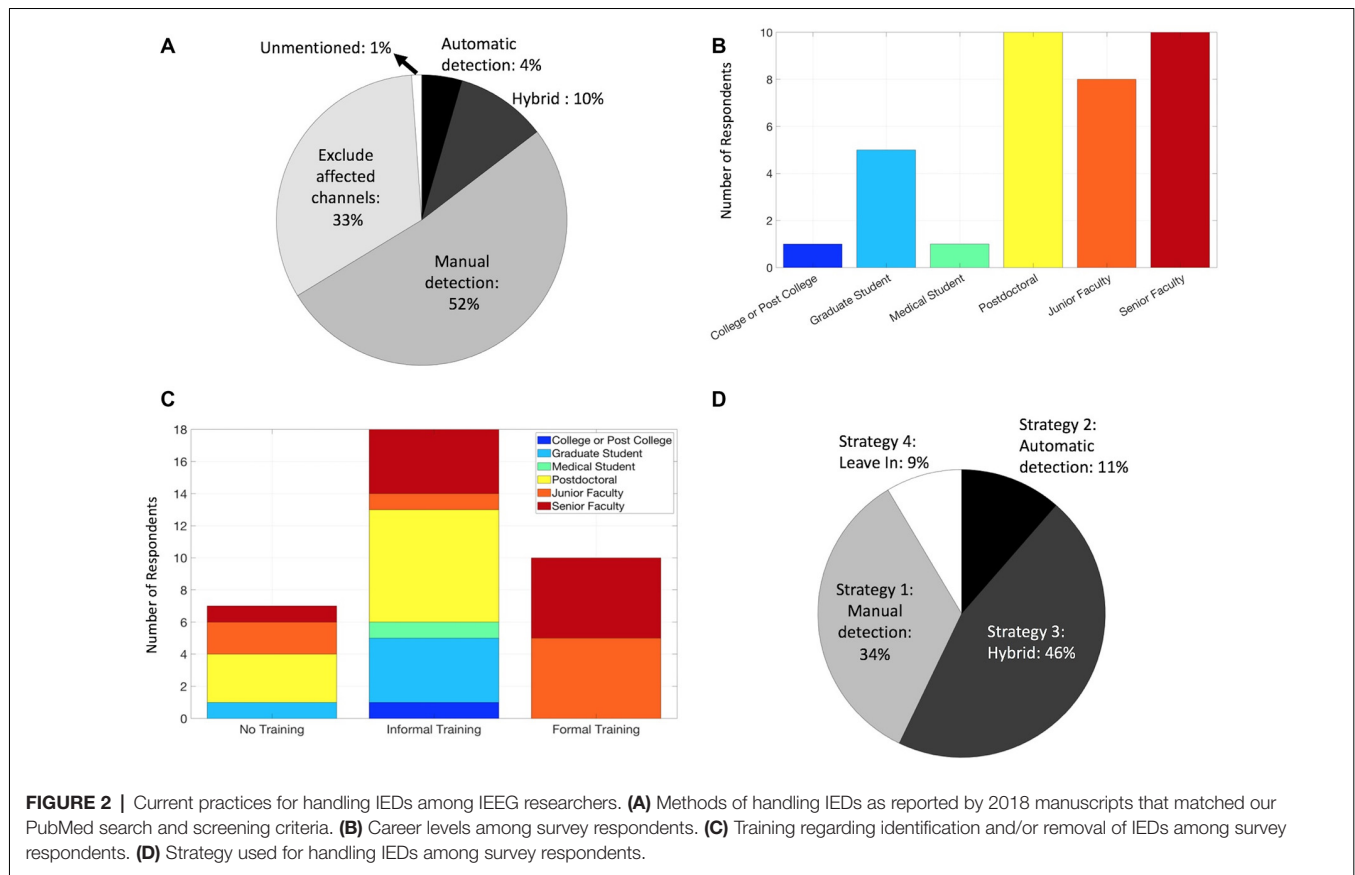 A
Unmentioned: 1%
Automatic
detection: 4%
Hybrid : 10%
Exclude
affected
channels:
33%
Manual
detection:
52%
B
Number of Respondents
10
8
6
4
2
0
College or Post College
Graduate Student
Medical Student
Postdoctoral
Junior Faculty
Senior Faculty
C
Number of Respondents
18
16
14
12
10
8
6
4
2
0
College or Post College
Graduate Student
Medical Student
Postdoctoral
Junior Faculty
Senior Faculty
No Training
Informal Training
Formal Training
D
Strategy 4:
Leave In: 9%
Strategy 2:
Automatic
detection: 11%
Strategy 1:
Manual
detection:
34%
Strategy 3:
Hybrid: 46%
FIGURE 2 | Current practices for handling IEDs among IEEG researchers. (A) Methods of handling IEDs as reported by 2018 manuscripts that matched our
PubMed search and screening criteria. (B) Career levels among survey respondents. (C) Training regarding identification and/or removal of IEDs among survey
respondents. (D) Strategy used for handling IEDs among survey respondents.